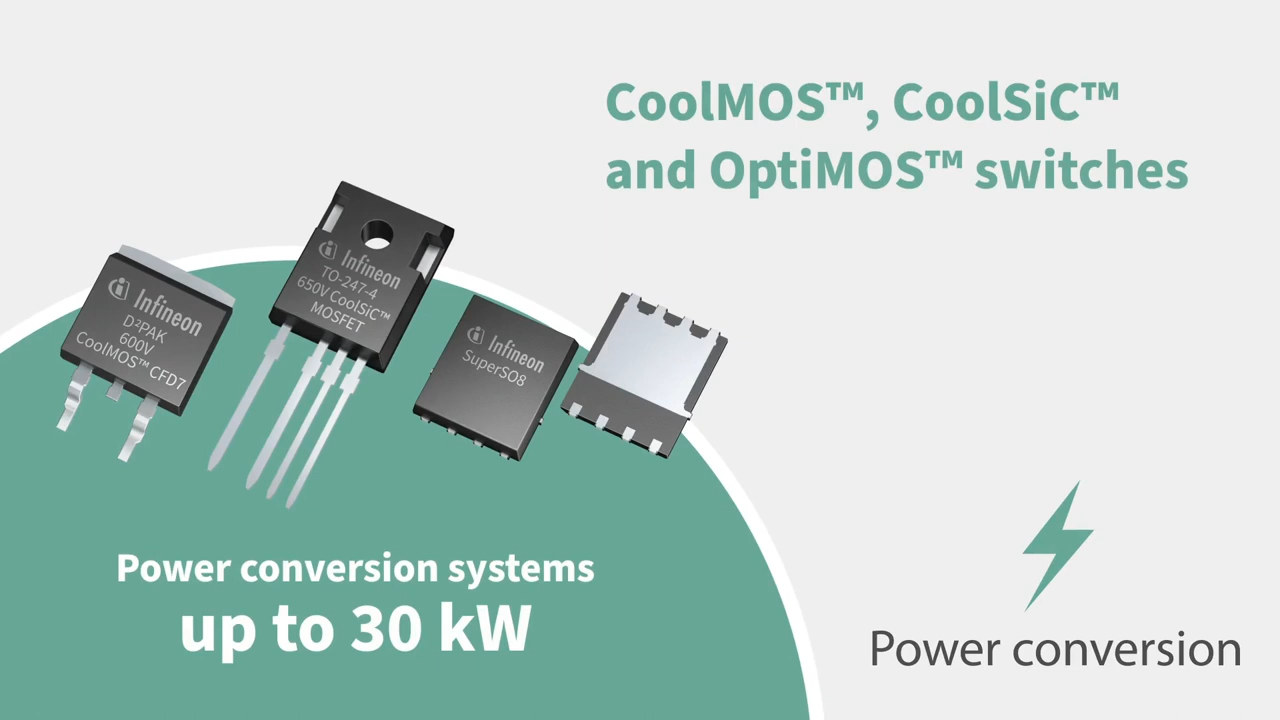 CoolMOS™, CoolSiC™
and OptiMOS™ switches
Infineon
D²PAK
600V
CoolMOS™ CFD7
Infineon
TO-247-4
650V CoolSiC™
MOSFET
Infineon
SuperSO8
Power conversion systems
up to 30 kW
Power conversion